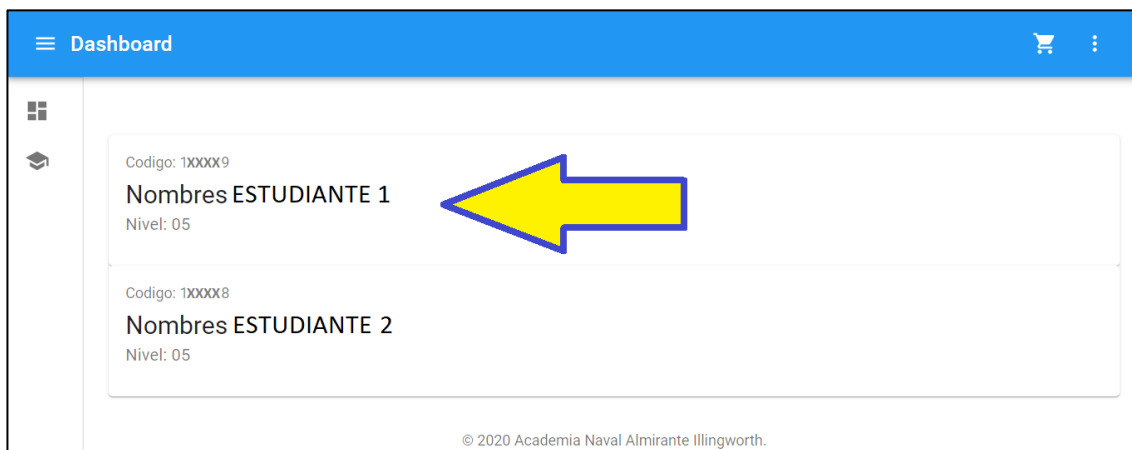 Dashboard
Codigo: 1XXXX9
Nombres ESTUDIANTE 1
Nivel: 05
Codigo: 1XXXX8
Nombres ESTUDIANTE 2
Nivel: 05
© 2020 Academia Naval Almirante Illingworth.